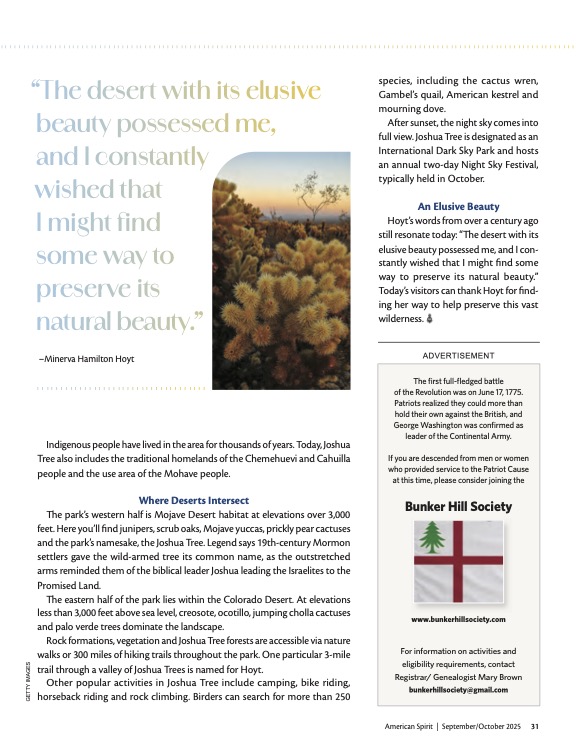 “The desert with its elusive
beauty possessed me,
and I constantly
wished that
I might find
some way to
preserve its
natural beauty.”
–Minerva Hamilton Hoyt
Indigenous people have lived in the area for thousands of years. Today, Joshua
Tree also includes the traditional homelands of the Chemehuevi and Cahuilla
people and the use area of the Mohave people.
Where Deserts Intersect
The park’s western half is Mojave Desert habitat at elevations over 3,000
feet. Here you’ll find junipers, scrub oaks, Mojave yuccas, prickly pear cactuses
and the park’s namesake, the Joshua Tree. Legend says 19th-century Mormon
settlers gave the wild-armed tree its common name, as the outstretched
arms reminded them of the biblical leader Joshua leading the Israelites to the
Promised Land.
The eastern half of the park lies within the Colorado Desert. At elevations
less than 3,000 feet above sea level, creosote, ocotillo, jumping cholla cactuses
and palo verde trees dominate the landscape.
Rock formations, vegetation and Joshua Tree forests are accessible via nature
walks or 300 miles of hiking trails throughout the park. One particular 3-mile
trail through a valley of Joshua Trees is named for Hoyt.
Other popular activities in Joshua Tree include camping, bike riding,
horseback riding and rock climbing. Birders can search for more than 250
species, including the cactus wren,
Gambel’s quail, American kestrel and
mourning dove.
After sunset, the night sky comes into
full view. Joshua Tree is designated as an
International Dark Sky Park and hosts
an annual two-day Night Sky Festival,
typically held in October.
An Elusive Beauty
Hoyt’s words from over a century ago
still resonate today: “The desert with its
elusive beauty possessed me, and I con-
stantly wished that I might find some
way to preserve its natural beauty.”
Today’s visitors can thank Hoyt for find-
ing her way to help preserve this vast
wilderness.
ADVERTISEMENT
The first full-fledged battle
of the Revolution was on June 17, 1775.
Patriots realized they could more than
hold their own against the British, and
George Washington was confirmed as
leader of the Continental Army.
If you are descended from men or women
who provided service to the Patriot Cause
at this time, please consider joining the
Bunker Hill Society
www.bunkerhillsociety.com
For information on activities and
eligibility requirements, contact
Registrar/ Genealogist Mary Brown
bunkerhillsociety@gmail.com
GETTY IMAGES
American Spirit | September/October 2025 31